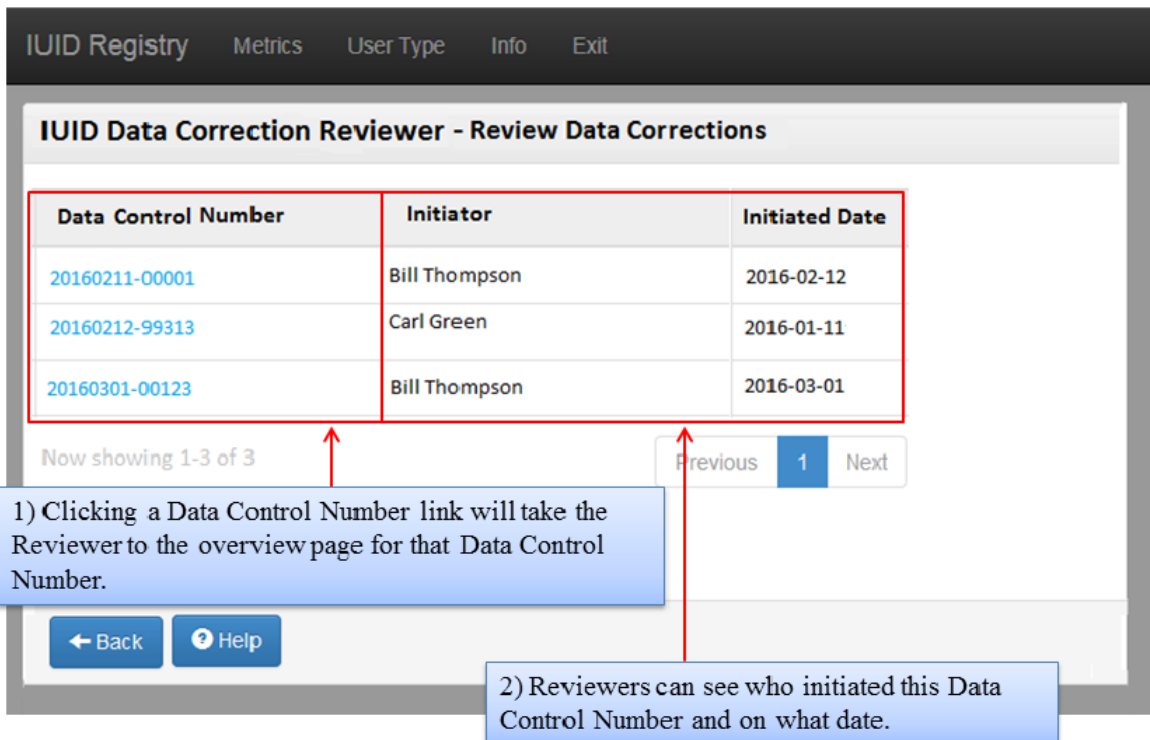 IUID Registry Metrics User Type Info Exit
IUID Data Correction Reviewer - Review Data Corrections
Data Control Number Initiator Initiated Date
20160211-00001 Bill Thompson 2016-02-12
20160212-99313 Carl Green 2016-01-11
20160301-00123 Bill Thompson 2016-03-01
Now showing 1-3 of 3 Previous 1 Next
1) Clicking a Data Control Number link will take the
Reviewer to the overview page for that Data Control
Number.
Back ? Help
2) Reviewers can see who initiated this Data
Control Number and on what date.